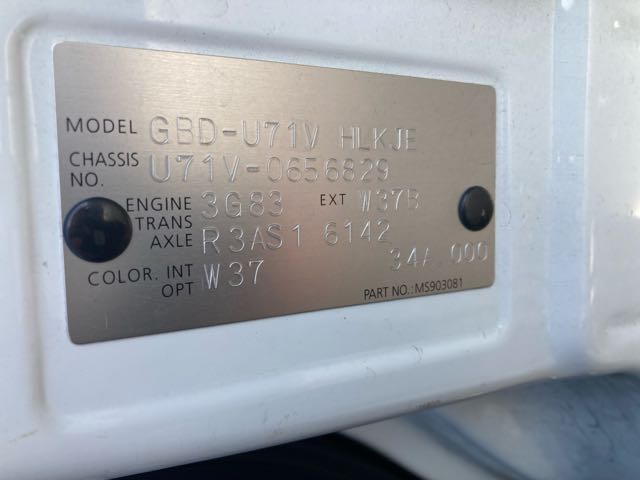 MODEL GBD-U71V HLKJE
CHASSIS NO. U71V-0656829
ENGINE 3G83 EXT W37B
TRANS AXLE R3AS1 6142
COLOR. INT OPT W37 34A 000
PART NO.: MS903081